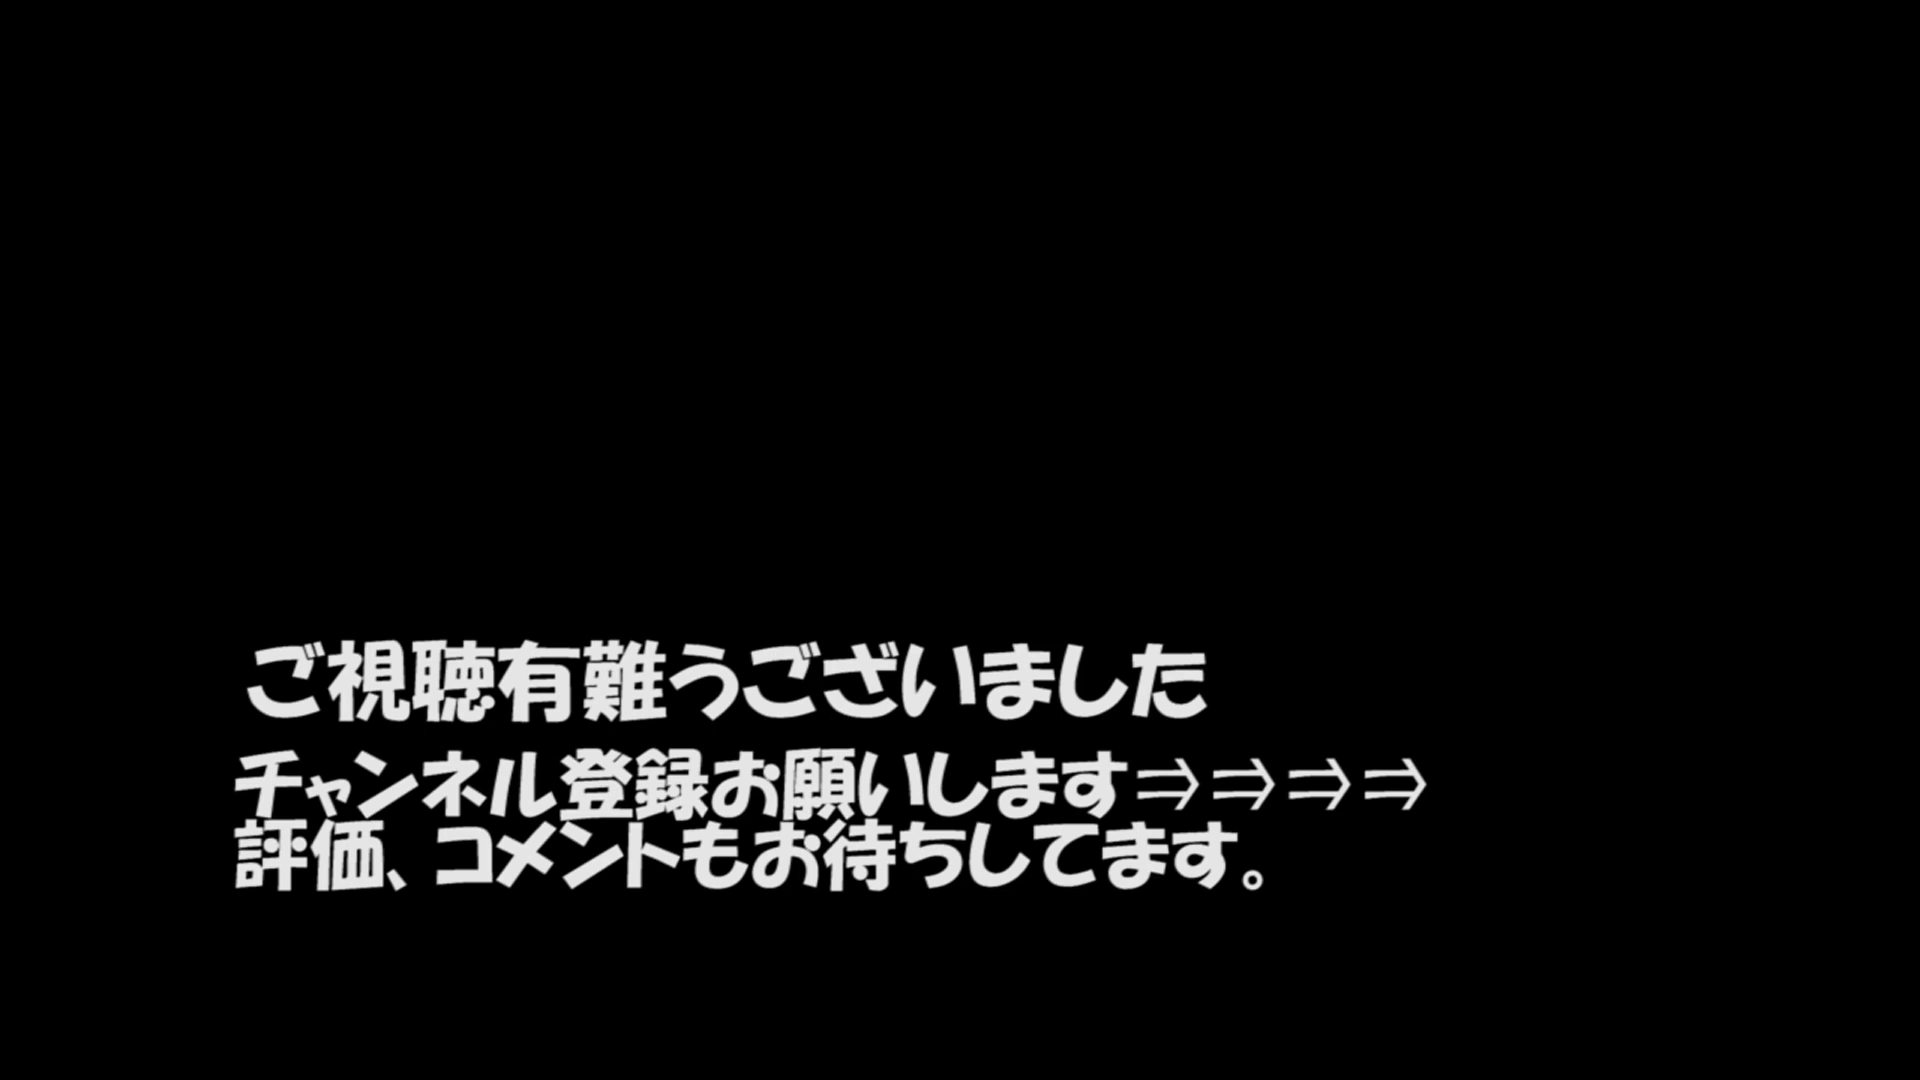 ご視聴有難うございました
チャンネル登録お願いします⇒⇒⇒⇒
評価、コメントもお待ちしてます。